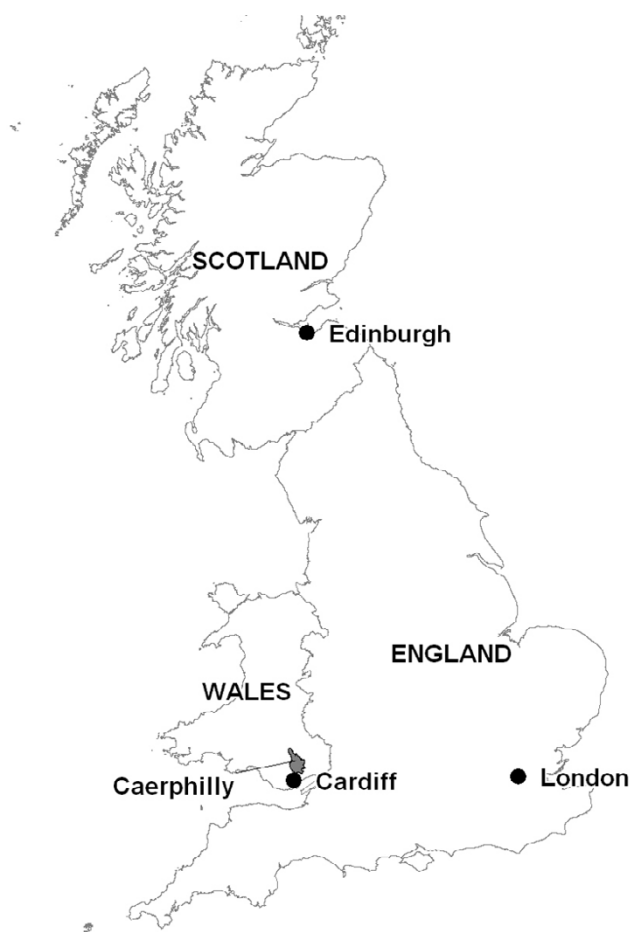 SCOTLAND
Edinburgh
ENGLAND
WALES
Caerphilly
Cardiff
London